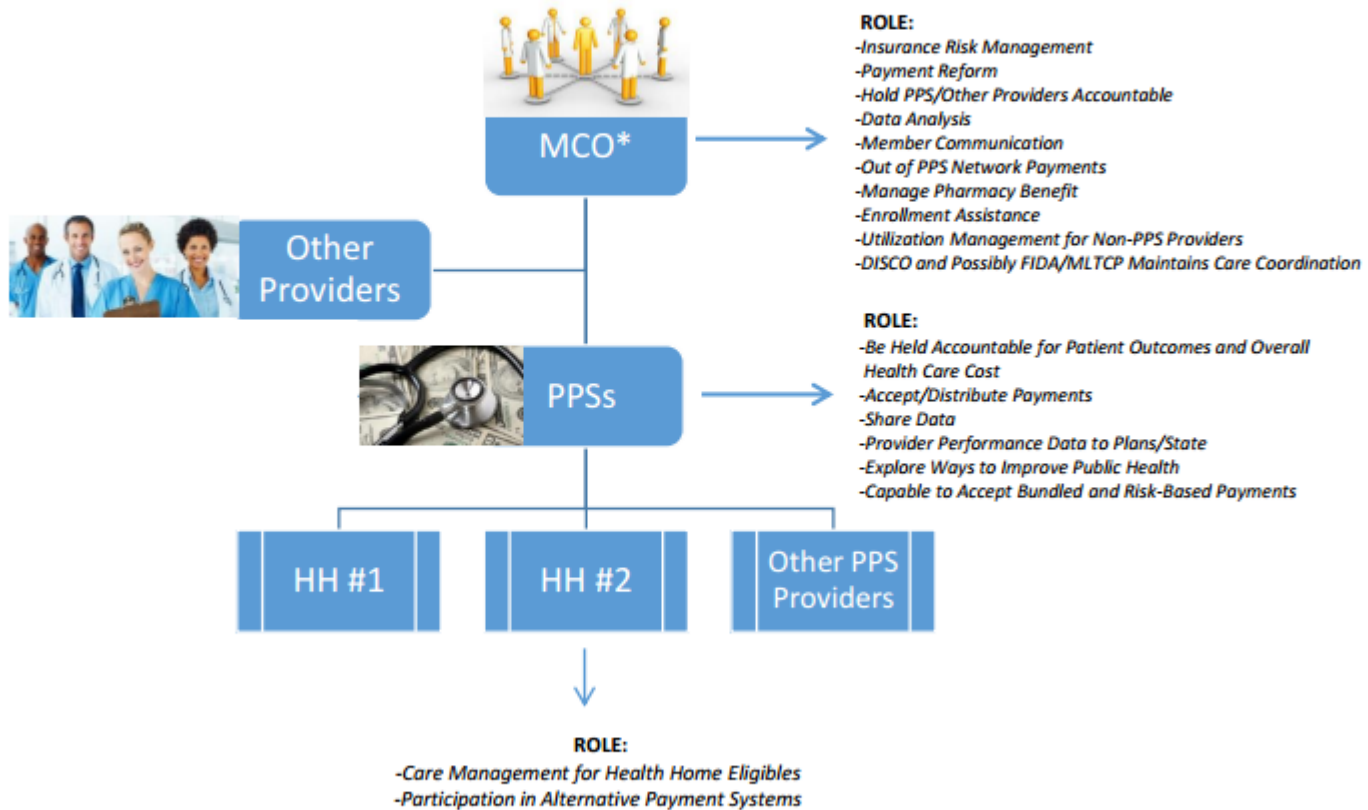 MCO*
ROLE:
-Insurance Risk Management
-Payment Reform
-Hold PPS/Other Providers Accountable
-Data Analysis
-Member Communication
-Out of PPS Network Payments
-Manage Pharmacy Benefit
-Enrollment Assistance
-Utilization Management for Non-PPS Providers
-DISCO and Possibly FIDA/MLTCP Maintains Care Coordination
Other
Providers
PPSs
ROLE:
-Be Held Accountable for Patient Outcomes and Overall
Health Care Cost
-Accept/Distribute Payments
-Share Data
-Provider Performance Data to Plans/State
-Explore Ways to Improve Public Health
-Capable to Accept Bundled and Risk-Based Payments
HH #1
HH #2
Other PPS
Providers
ROLE:
-Care Management for Health Home Eligibles
-Participation in Alternative Payment Systems